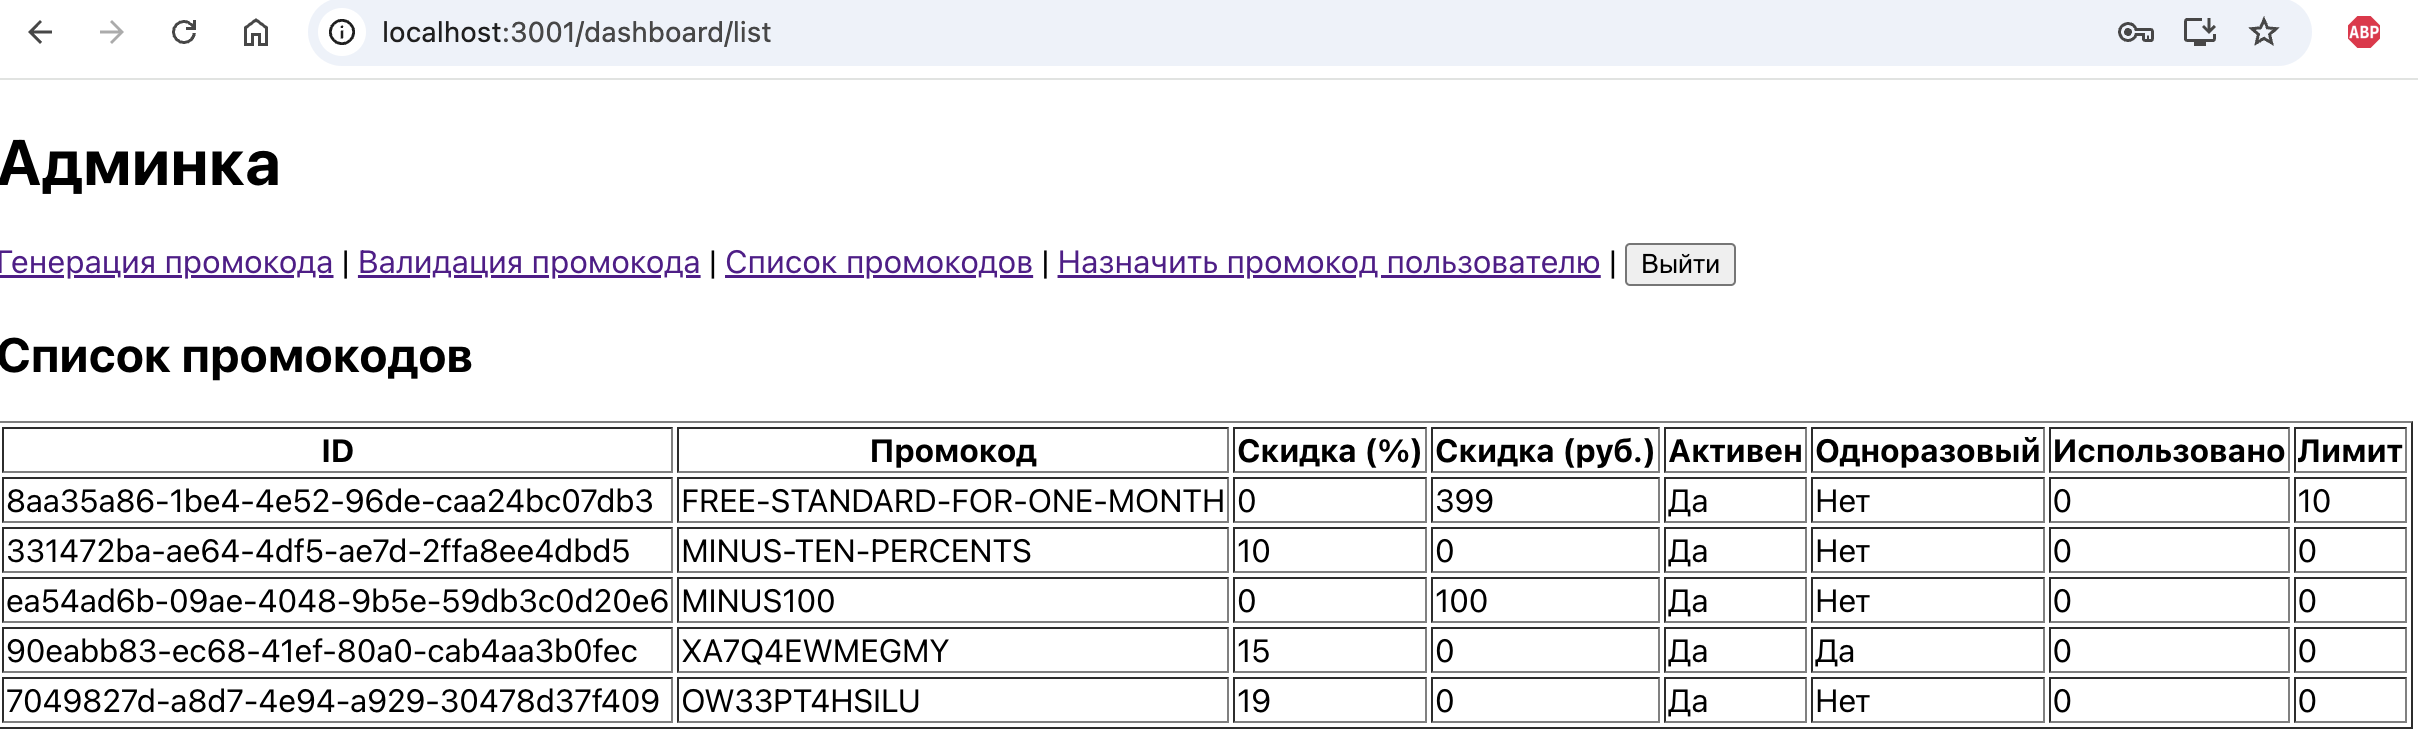 localhost:3001/dashboard/list
ABP
Админка
Генерация промокода | Валидация промокода | Список промокодов | Назначить промокод пользователю | Выйти
Список промокодов
ID Промокод Скидка (%) Скидка (руб.) Активен Одноразовый Использовано Лимит
8aa35a86-1be4-4e52-96de-caa24bc07db3 FREE-STANDARD-FOR-ONE-MONTH 0 399 Да Нет 0 10
331472ba-ae64-4df5-ae7d-2ffa8ee4dbd5 MINUS-TEN-PERCENTS 10 0 Да Нет 0 0
ea54ad6b-09ae-4048-9b5e-59db3c0d20e6 MINUS100 0 100 Да Нет 0 0
90eabb83-ec68-41ef-80a0-cab4aa3b0fec XA7Q4EWMEGMY 15 0 Да Да 0 0
7049827d-a8d7-4e94-a929-30478d37f409 OW33PT4HSILU 19 0 Да Нет 0 0